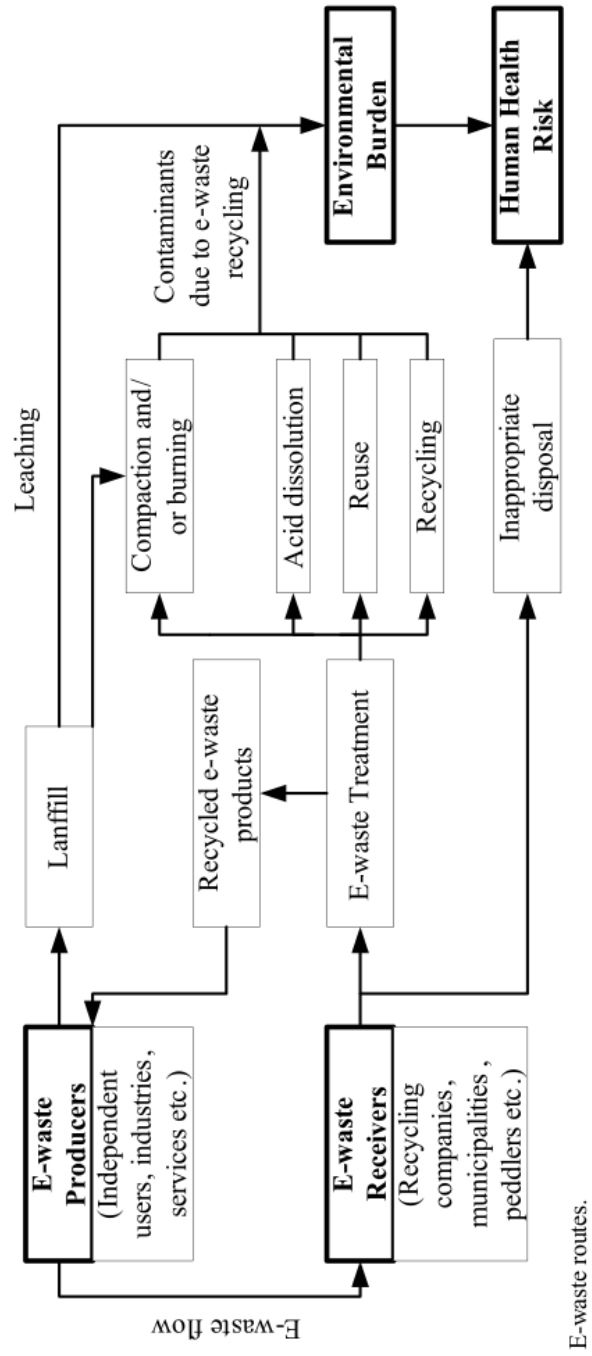 E-waste flow
E-waste
Producers
(Independent
users, industries,
services etc.)
Lanffill
Leaching
Recycled e-waste
products
Compaction and/
or burning
Contaminants
due to e-waste
recycling
Acid dissolution
Reuse
Recycling
Environmental
Burden
E-waste
Receivers
(Recycling
companies,
municipalities,
peddlers etc.)
E-waste Treatment
Inappropriate
disposal
Human Health
Risk
E-waste routes.